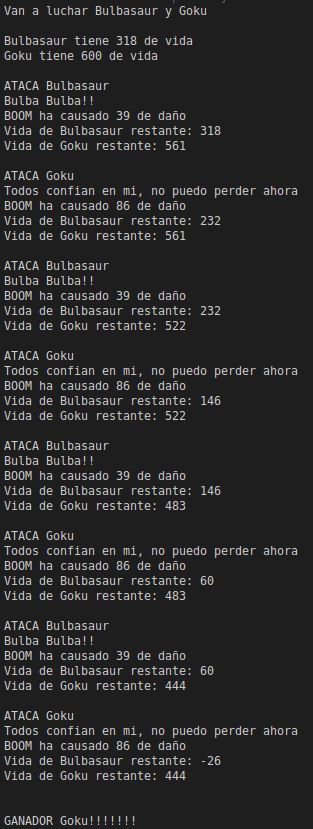 Van a luchar Bulbasaur y Goku
Bulbasaur tiene 318 de vida
Goku tiene 600 de vida
ATACA Bulbasaur
Bulba Bulba!!
BOOM ha causado 39 de daño
Vida de Bulbasaur restante: 318
Vida de Goku restante: 561
ATACA Goku
Todos confian en mi, no puedo perder ahora
BOOM ha causado 86 de daño
Vida de Bulbasaur restante: 232
Vida de Goku restante: 561
ATACA Bulbasaur
Bulba Bulba!!
BOOM ha causado 39 de daño
Vida de Bulbasaur restante: 232
Vida de Goku restante: 522
ATACA Goku
Todos confian en mi, no puedo perder ahora
BOOM ha causado 86 de daño
Vida de Bulbasaur restante: 146
Vida de Goku restante: 522
ATACA Bulbasaur
Bulba Bulba!!
BOOM ha causado 39 de daño
Vida de Bulbasaur restante: 146
Vida de Goku restante: 483
ATACA Goku
Todos confian en mi, no puedo perder ahora
BOOM ha causado 86 de daño
Vida de Bulbasaur restante: 60
Vida de Goku restante: 483
ATACA Bulbasaur
Bulba Bulba!!
BOOM ha causado 39 de daño
Vida de Bulbasaur restante: 60
Vida de Goku restante: 444
ATACA Goku
Todos confian en mi, no puedo perder ahora
BOOM ha causado 86 de daño
Vida de Bulbasaur restante: -26
Vida de Goku restante: 444
GANADOR Goku!!!!!!!